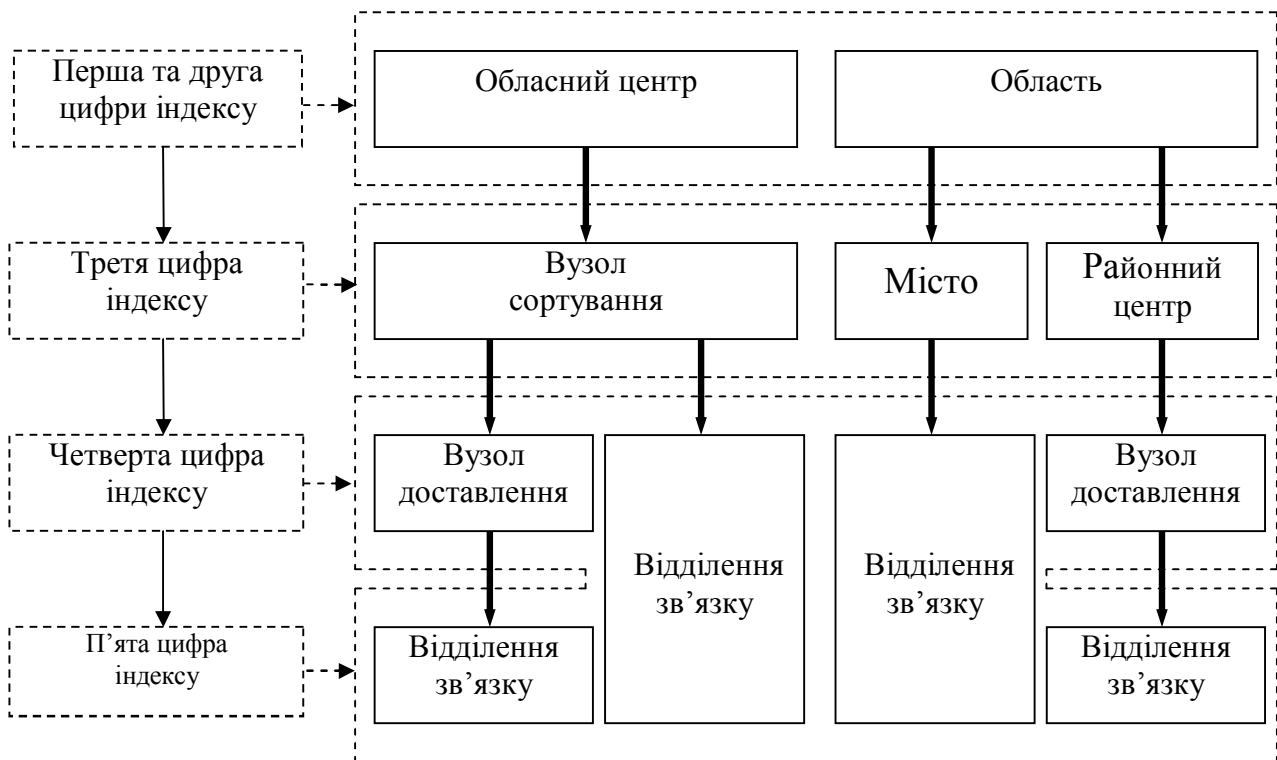 Перша та друга
цифри індексу
Обласний центр
Область
Третя цифра
індексу
Вузол
сортування
Місто
Районний
центр
Четверта цифра
індексу
Вузол
доставлення
Відділення
зв’язку
Відділення
зв’язку
Вузол
доставлення
П’ята цифра
індексу
Відділення
зв’язку
Відділення
зв’язку